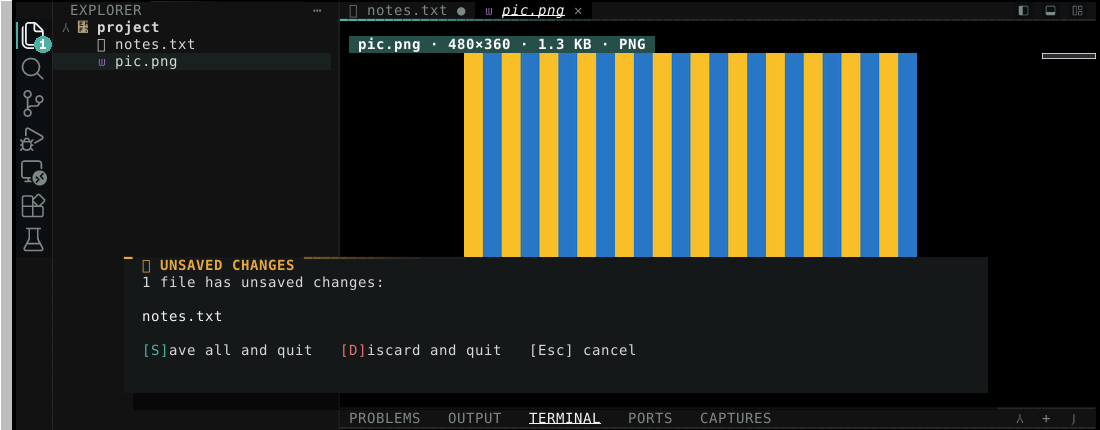 EXPLORER
project
notes.txt
pic.png
1
notes.txt ● pic.png ×
pic.png · 480×360 · 1.3 KB · PNG
UNSAVED CHANGES
1 file has unsaved changes:
notes.txt
[S]ave all and quit [D]iscard and quit [Esc] cancel
PROBLEMS OUTPUT TERMINAL PORTS CAPTURES